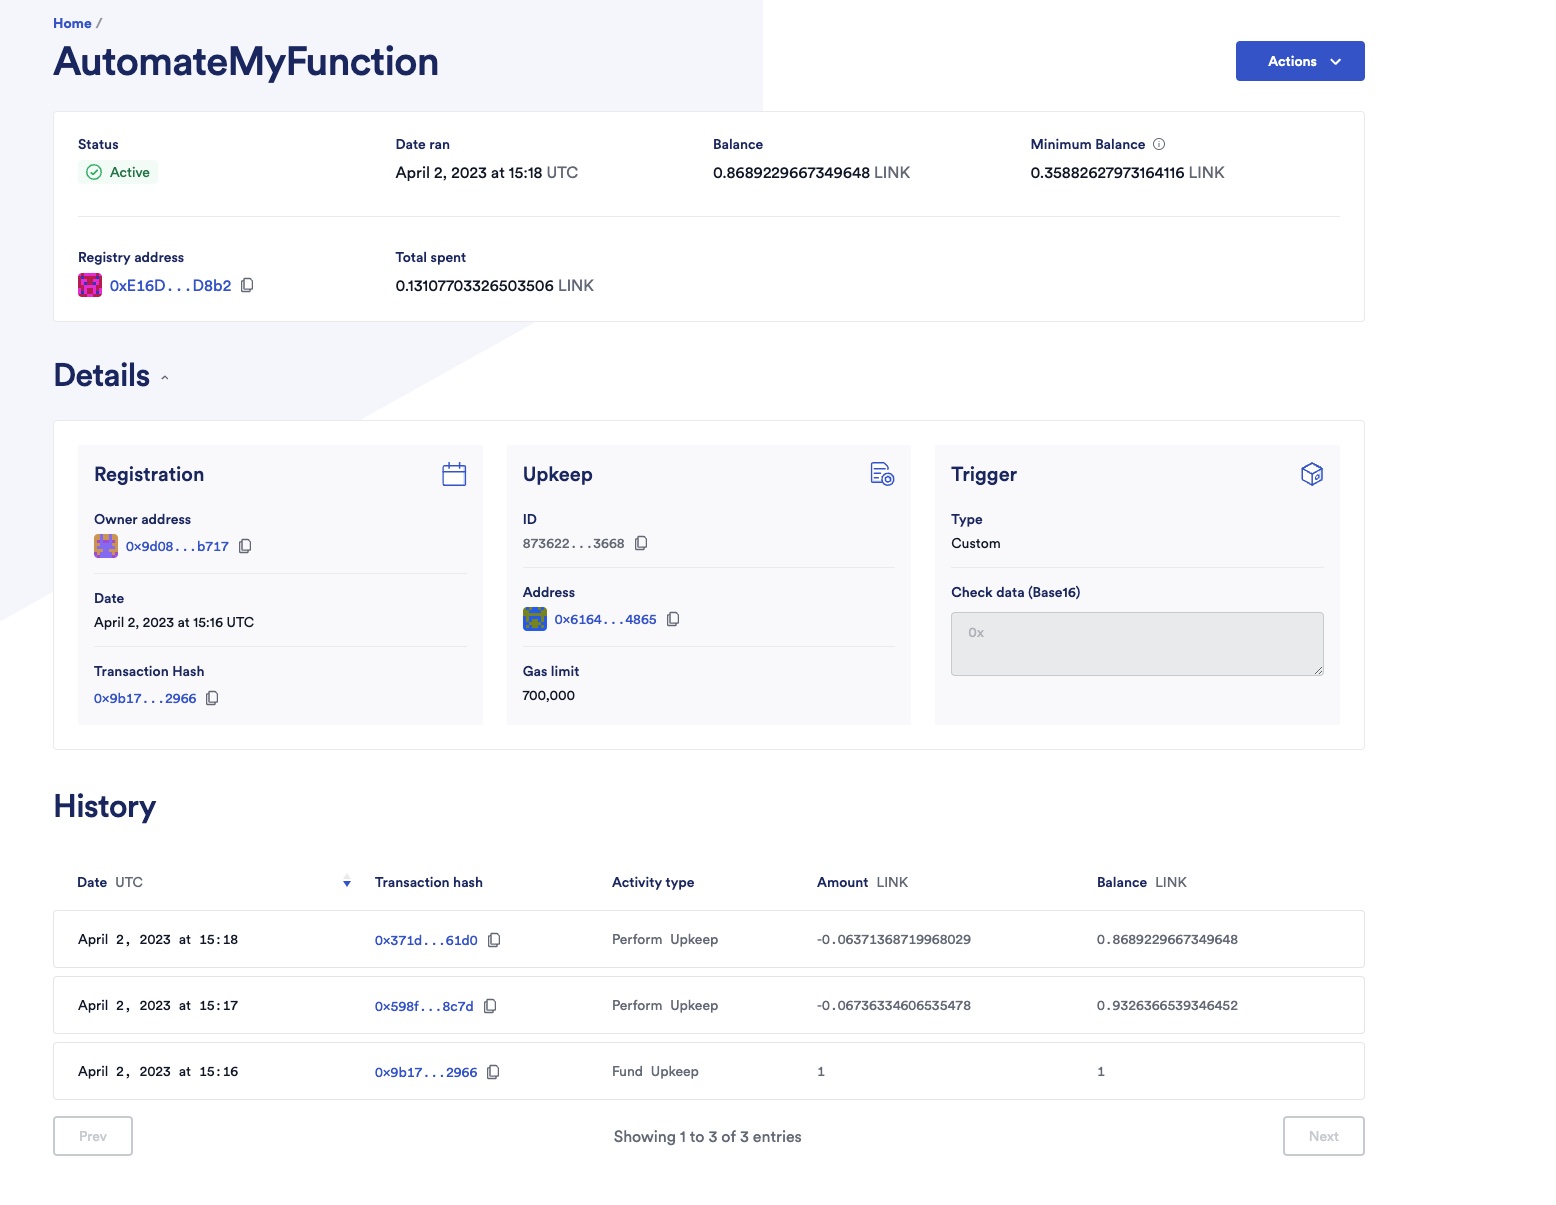 Home /
AutomateMyFunction
Actions
Status Date ran Balance Minimum Balance
Active April 2, 2023 at 15:18 UTC 0.8689229667349648 LINK 0.35882627973164116 LINK
Registry address Total spent
0xE16D...D8b2 0.13107703326503506 LINK
Details
Registration
Owner address
0x9d08...b717
Date
April 2, 2023 at 15:16 UTC
Transaction Hash
0x9b17...2966
Upkeep
ID
873622...3668
Address
0x6164...4865
Gas limit
700,000
Trigger
Type
Custom
Check data (Base16)
0x
History
Date UTC Transaction hash Activity type Amount LINK Balance LINK
April 2, 2023 at 15:18 0x371d...61d0 Perform Upkeep -0.06371368719968029 0.8689229667349648
April 2, 2023 at 15:17 0x598f...8c7d Perform Upkeep -0.06736334606535478 0.9326366539346452
April 2, 2023 at 15:16 0x9b17...2966 Fund Upkeep 1 1
Prev Showing 1 to 3 of 3 entries Next